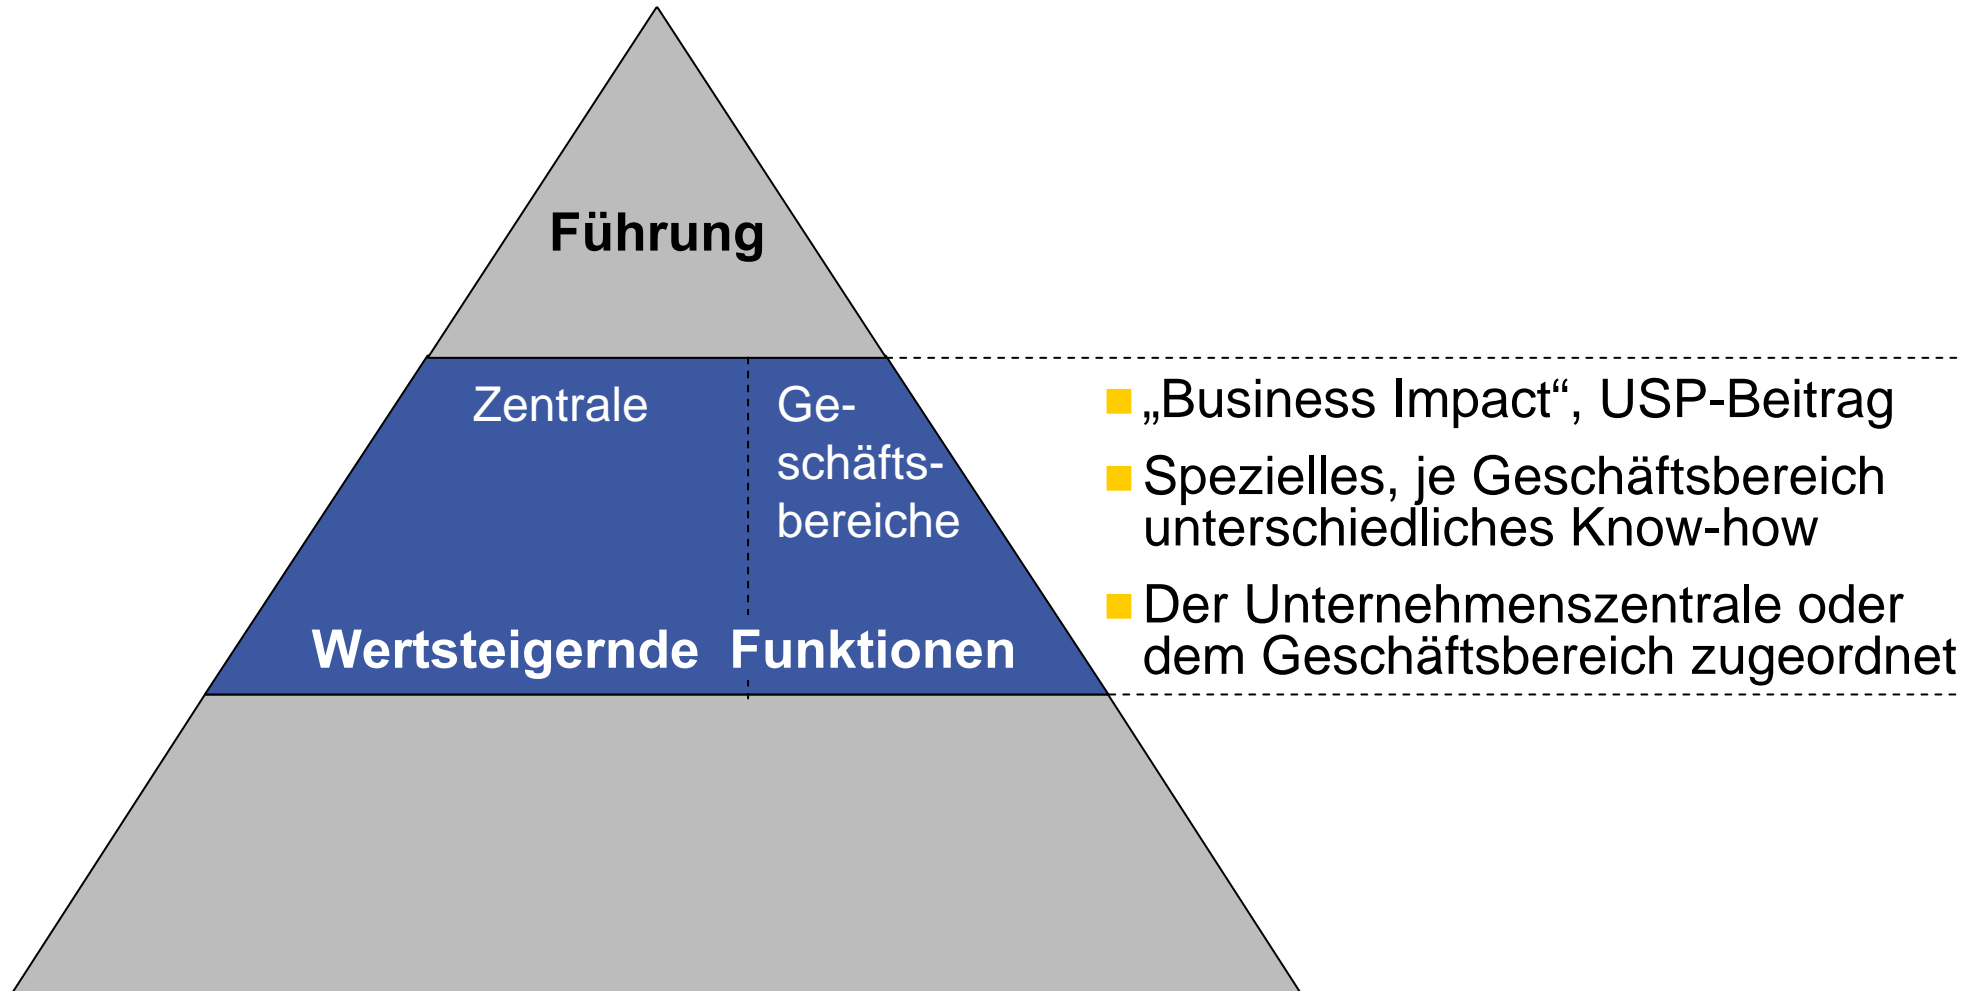 Führung
Zentrale
Ge-
schäfts-
bereiche
Wertsteigernde Funktionen
„Business Impact“, USP-Beitrag
Spezielles, je Geschäftsbereich
unterschiedliches Know-how
Der Unternehmenszentrale oder
dem Geschäftsbereich zugeordnet